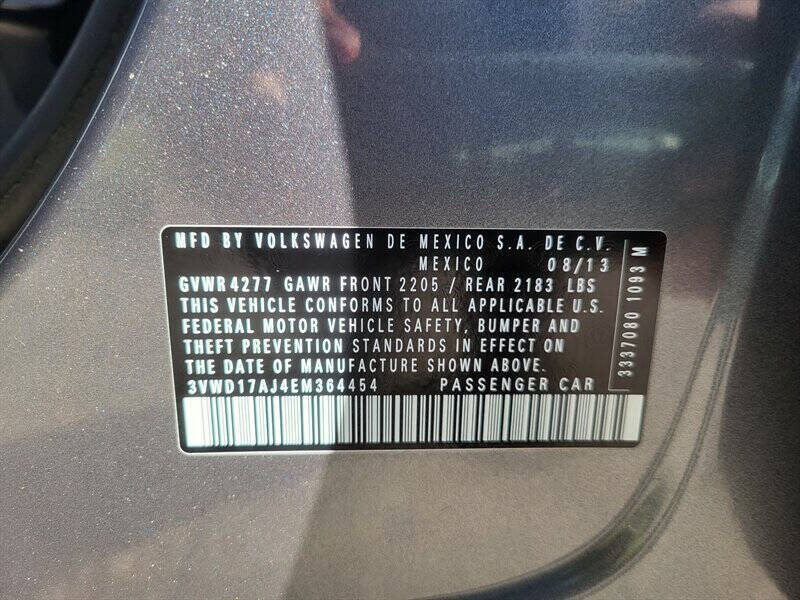 MFD BY VOLKSWAGEN DE MEXICO S.A. DE C.V.
MEXICO 08/13
GVWR 4277 GAWR FRONT 2205 / REAR 2183 LBS
THIS VEHICLE CONFORMS TO ALL APPLICABLE U.S.
FEDERAL MOTOR VEHICLE SAFETY, BUMPER AND
THEFT PREVENTION STANDARDS IN EFFECT ON
THE DATE OF MANUFACTURE SHOWN ABOVE.
3VWD17AJ4EM364454 PASSENGER CAR
3337080 1093 M